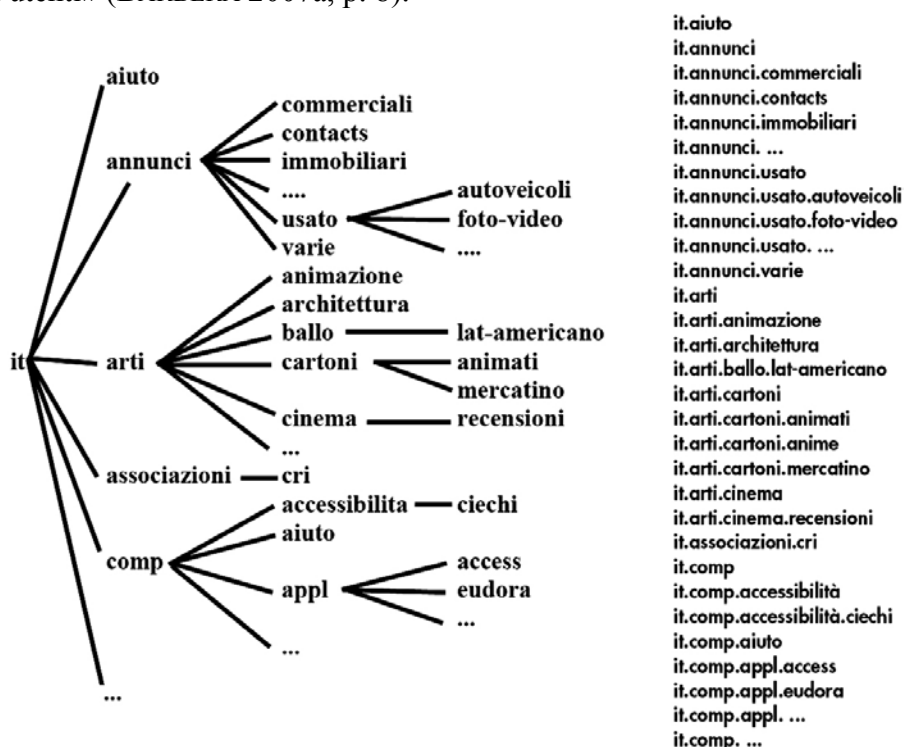 utenti» (BARBERA 2007a, p.
aiuto
commerciali
contacts
annunci
immobiliari
....
autoveicoli
usato
foto-video
varie
....
animazione
architettura
ballo
lat-americano
it
arti
cartoni
animati
mercatino
cinema
recensioni
...
associazioni
cri
accessibilita
ciechi
aiuto
comp
access
appl
eudora
...
...
...
it.aiuto
it.annunci
it.annunci.commerciali
it.annunci.contacts
it.annunci.immobiliari
it.annunci. ...
it.annunci.usato
it.annunci.usato.autoveicoli
it.annunci.usato.foto-video
it.annunci.usato. ...
it.annunci.varie
it.arti
it.arti.animazione
it.arti.architettura
it.arti.ballo.lat-americano
it.arti.cartoni
it.arti.cartoni.animati
it.arti.cartoni.anime
it.arti.cartoni.mercatino
it.arti.cinema
it.arti.cinema.recensioni
it.associazioni.cri
it.comp
it.comp.accessibilità
it.comp.accessibilità.ciechi
it.comp.aiuto
it.comp.appl.access
it.comp.appl.eudora
it.comp.appl. ...
it.comp. ...